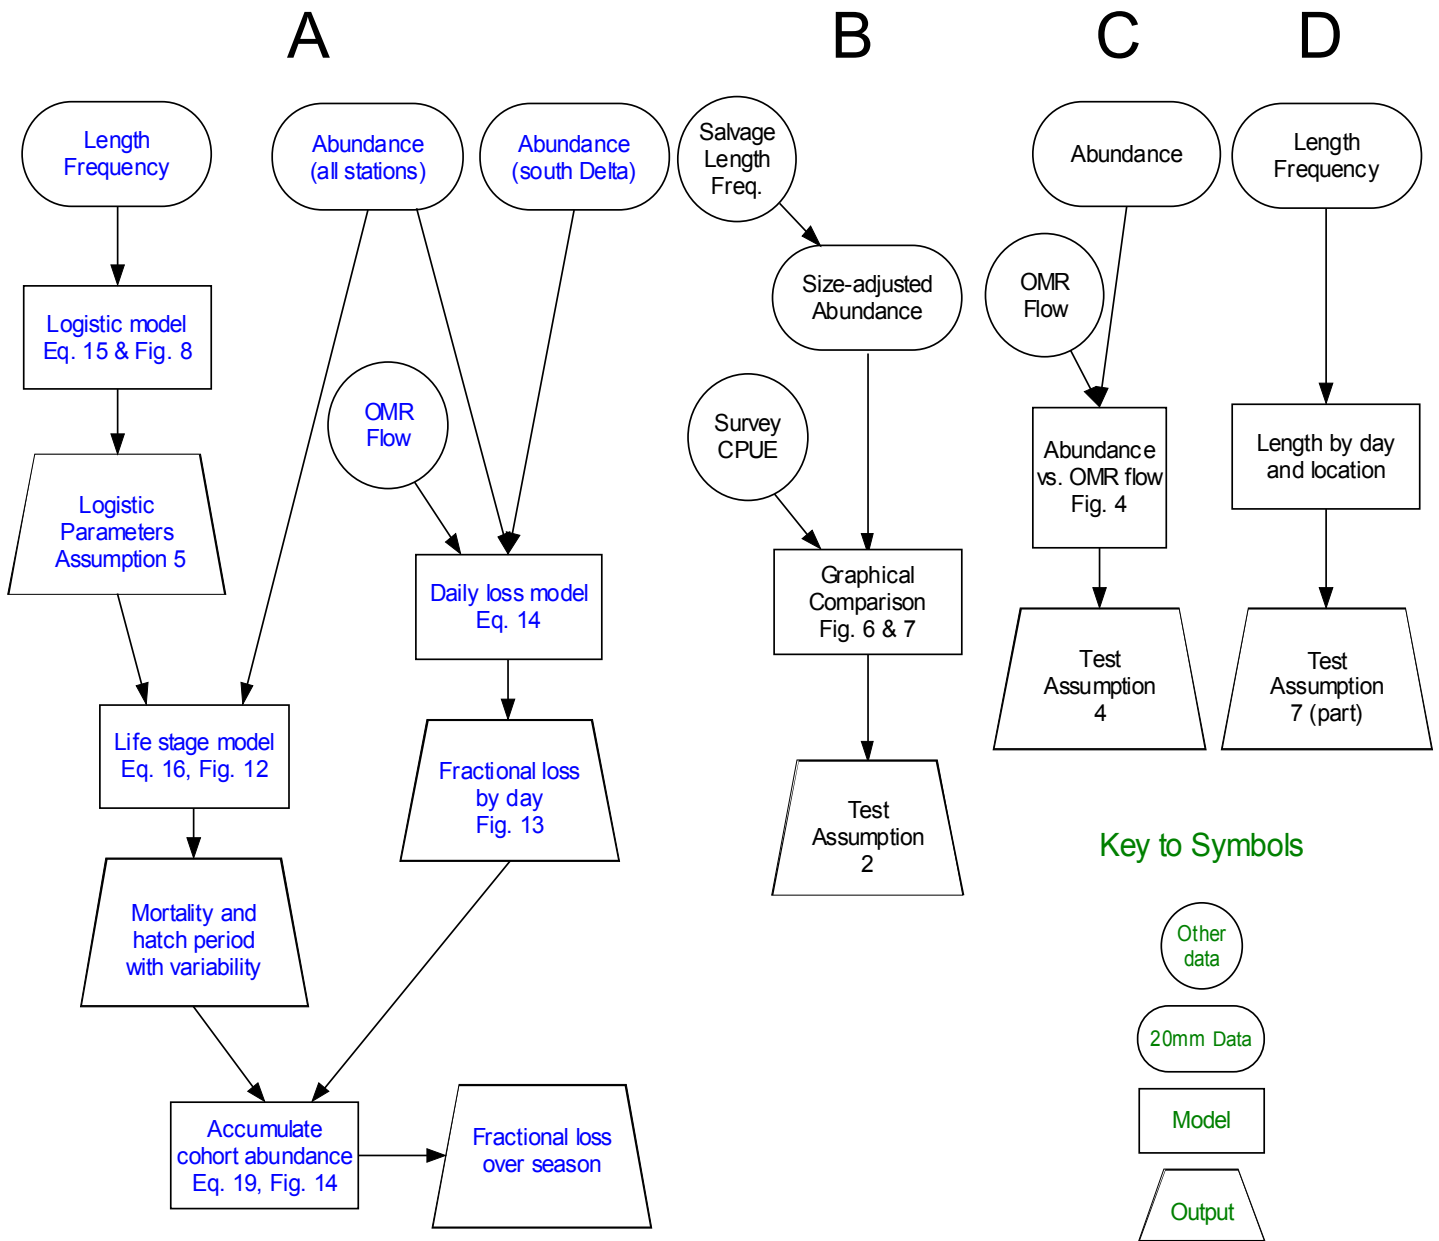 A
B
C
D
Length
Frequency
Abundance
(all stations)
Abundance
(south Delta)
Logistic model
Eq. 15 & Fig. 8
OMR
Flow
Logistic
Parameters
Assumption 5
Daily loss model
Eq. 14
Life stage model
Eq. 16, Fig. 12
Fractional loss
by day
Fig. 13
Mortality and
hatch period
with variability
Accumulate
cohort abundance
Eq. 19, Fig. 14
Fractional loss
over season
Salvage
Length
Freq.
Size-adjusted
Abundance
Survey
CPUE
Graphical
Comparison
Fig. 6 & 7
Test
Assumption
2
Abundance
OMR
Flow
Abundance
vs. OMR flow
Fig. 4
Test
Assumption
4
Length
Frequency
Length by day
and location
Test
Assumption
7 (part)
Key to Symbols
Other
data
20mm Data
Model
Output